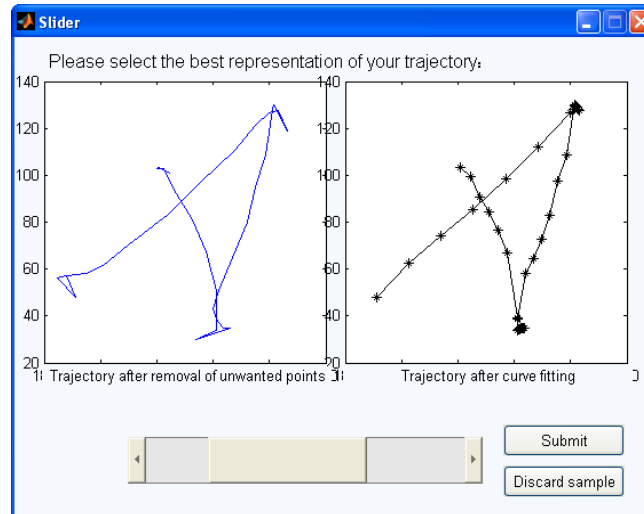 Slider
Please select the best representation of your trajectory:
140 140
120 120
100 100
80 80
60 60
40 40
20 20
Trajectory after removal of unwanted points Trajectory after curve fitting
Submit
Discard sample